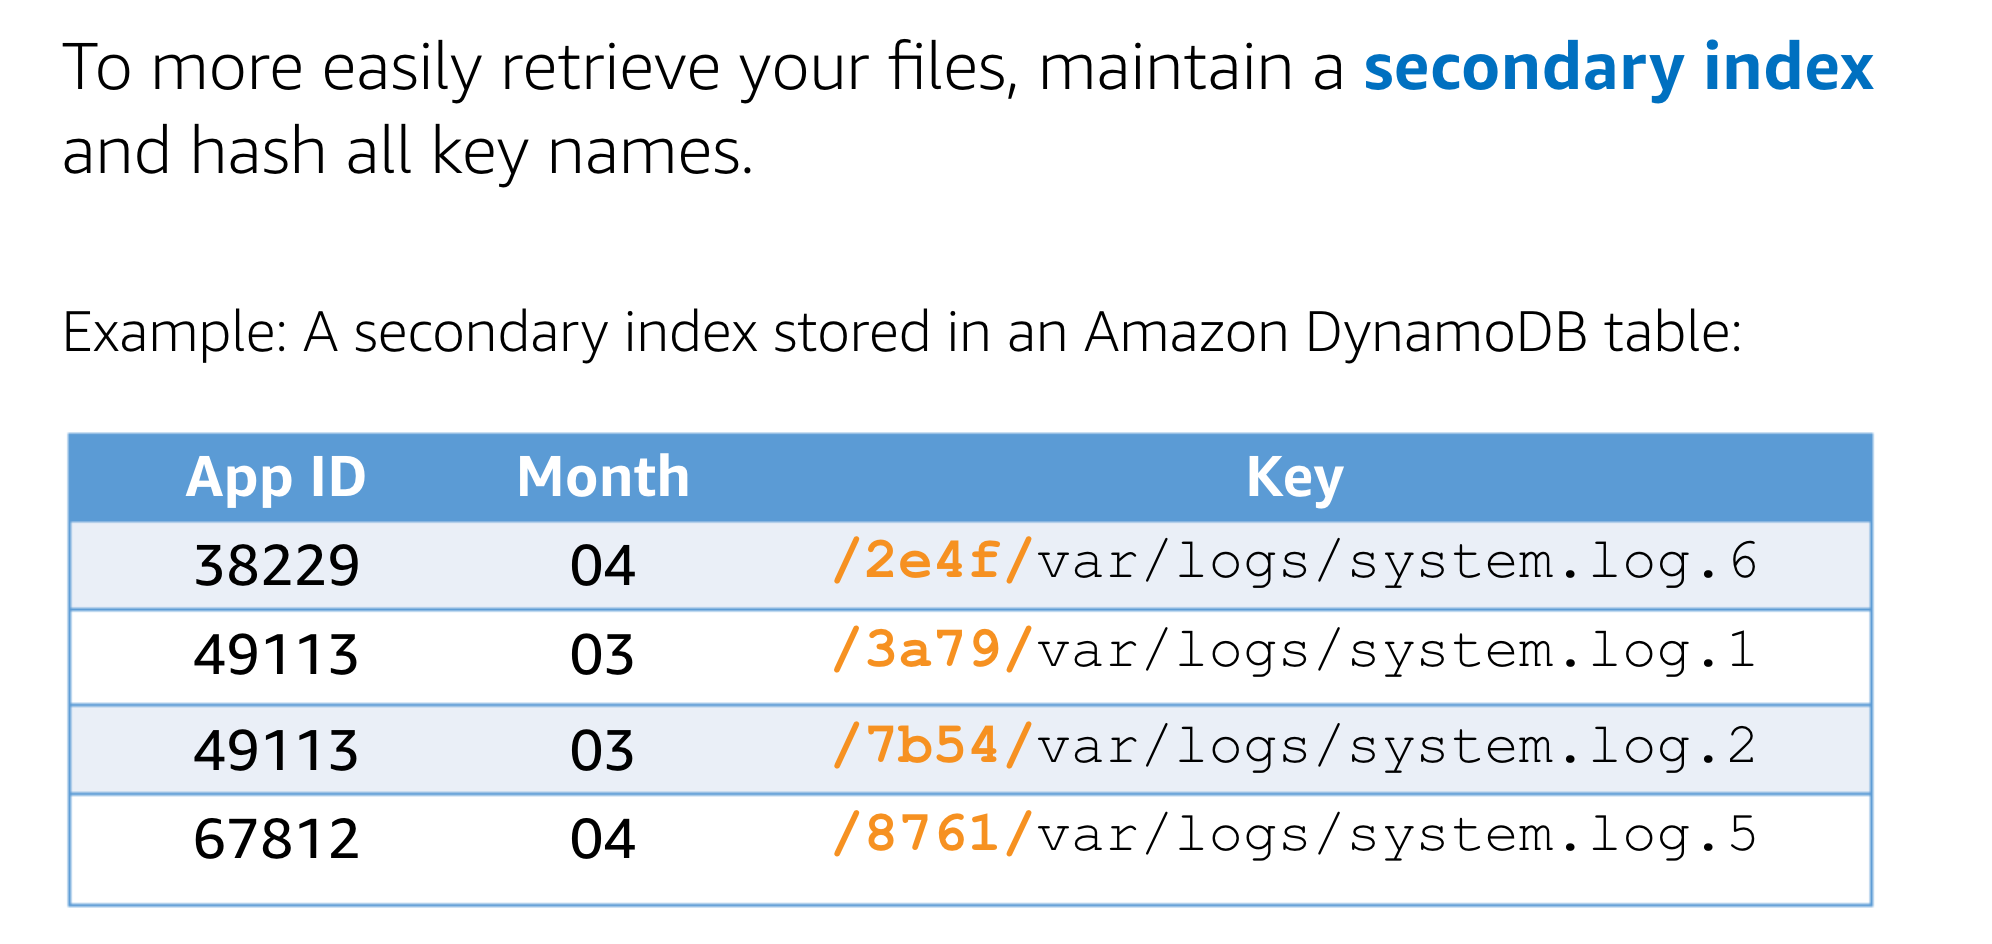 To more easily retrieve your files, maintain a secondary index
and hash all key names.
Example: A secondary index stored in an Amazon DynamoDB table:
App ID Month Key
38229 04 /2e4f/var/logs/system.log.6
49113 03 /3a79/var/logs/system.log.1
49113 03 /7b54/var/logs/system.log.2
67812 04 /8761/var/logs/system.log.5